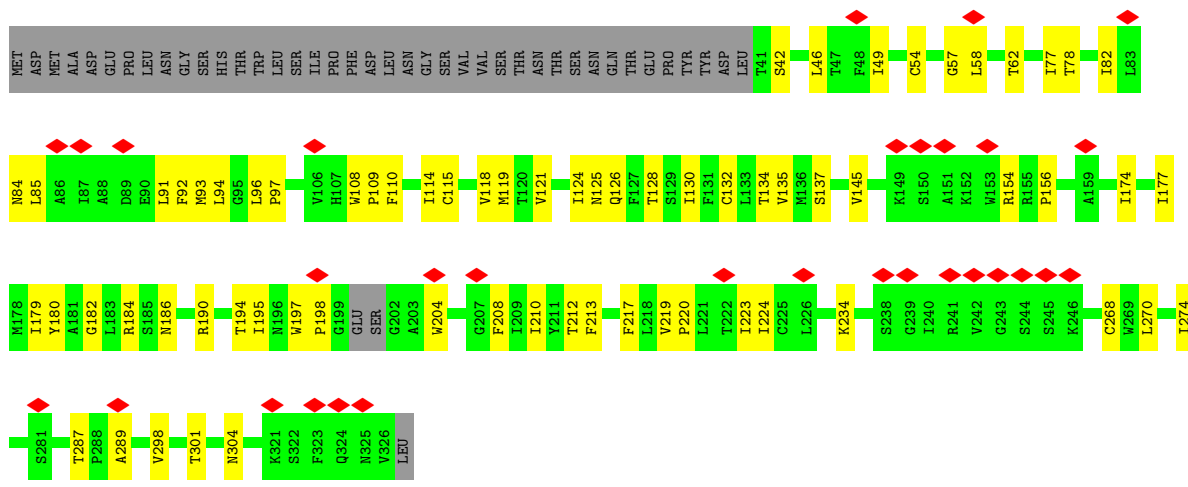 MET ASP MET ALA ASP GLU PRO LEU ASN GLY SER HIS THR TRP LEU SER ILE PRO PHE ASP LEU ASN GLY SER VAL VAL SER THR ASN THR SER ASN GLN THR GLU PRO TYR TYR ASP LEU T41 S42 L46 T47 F48 I49 C54 G57 L58 T62 I77 T78 I82 L83
N84 L85 A86 I87 A88 D89 E90 L91 F92 M93 L94 G95 L96 P97 V106 H107 W108 P109 F110 I114 C115 V118 M119 T120 V121 I124 N125 Q126 F127 T128 S129 I130 F131 C132 L133 T134 V135 M136 S137 V145 K149 S150 A151 K152 W153 R154 R155 P156 A159 I174 I177
M178 I179 Y180 A181 G182 L183 R184 S185 N186 R190 T194 I195 N196 W197 P198 G199 GLU SER G202 A203 W204 G207 F208 I209 I210 Y211 T212 F213 F217 L218 V219 P220 L221 T222 I223 I224 C225 L226 K234 S238 G239 I240 R241 V242 G243 S244 S245 K246 C268 W269 L270 I274
S281 T287 P288 A289 V298 T301 N304 K321 S322 F323 Q324 N325 V326 LEU